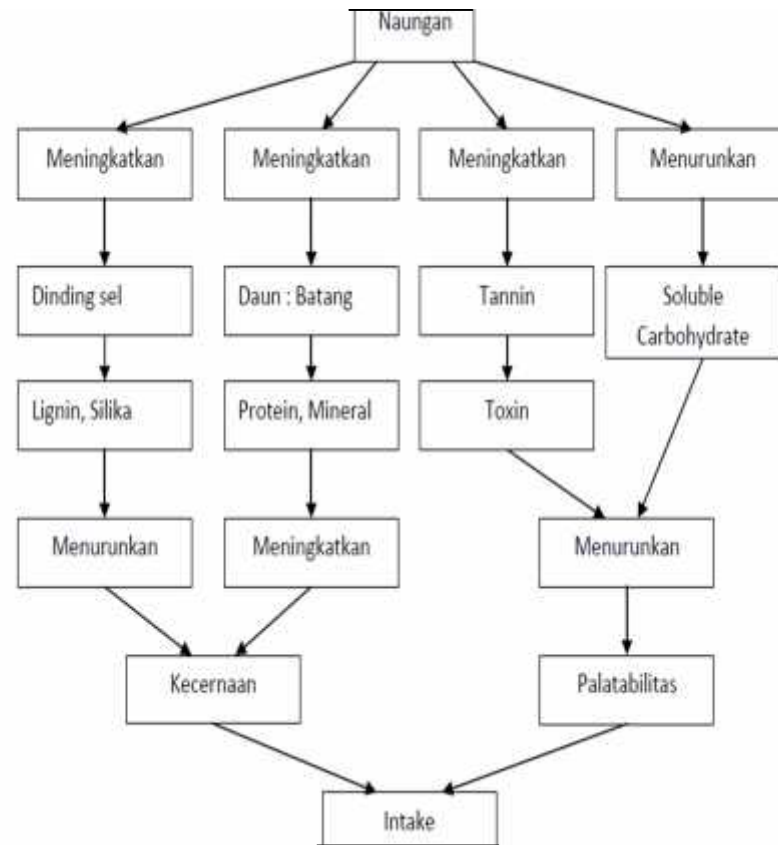 Naungan
Meningkatkan
Meningkatkan
Meningkatkan
Menurunkan
Dinding sel
Daun : Batang
Tannin
Soluble
Carbohydrate
Lignin, Silika
Protein, Mineral
Toxin
Menurunkan
Meningkatkan
Menurunkan
Kecernaan
Palatabilitas
Intake